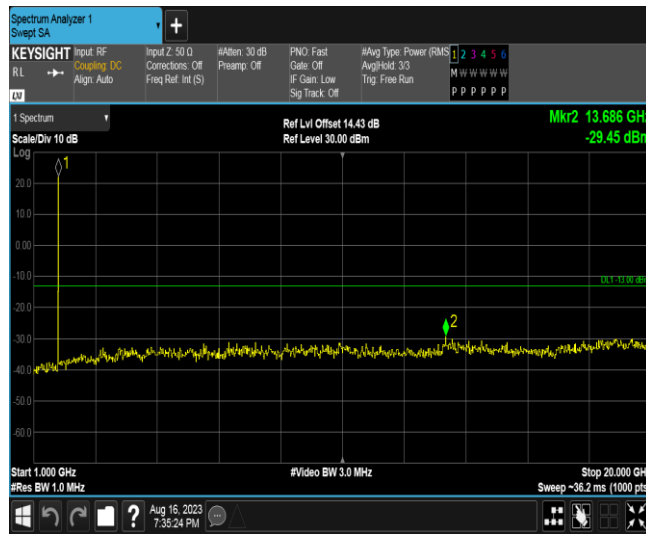 Spectrum Analyzer 1
Swept SA
+
KEYSIGHT
RL
LXI
Input: RF
Coupling: DC
Align: Auto
Input Z: 50 Ω
Corrections: Off
Freq Ref: Int (S)
#Atten: 30 dB
Preamp: Off
PNO: Fast
Gate: Off
IF Gain: Low
Sig Track: Off
#Avg Type: Power (RMS
Avg|Hold: 3/3
Trig: Free Run
1 2 3 4 5 6
M W W W W W
P P P P P P
1 Spectrum
Scale/Div 10 dB
Log
Ref Lvl Offset 14.43 dB
Ref Level 30.00 dBm
Mkr2 13.686 GHz
-29.45 dBm
1
20.0
10.0
0.00
-10.0
DL1 -13.00 dBm
-20.0
2
-30.0
-40.0
-50.0
-60.0
Start 1.000 GHz
#Res BW 1.0 MHz
#Video BW 3.0 MHz
Stop 20.000 GH
Sweep ~36.2 ms (1000 pts
?
Aug 16, 2023
7:35:24 PM